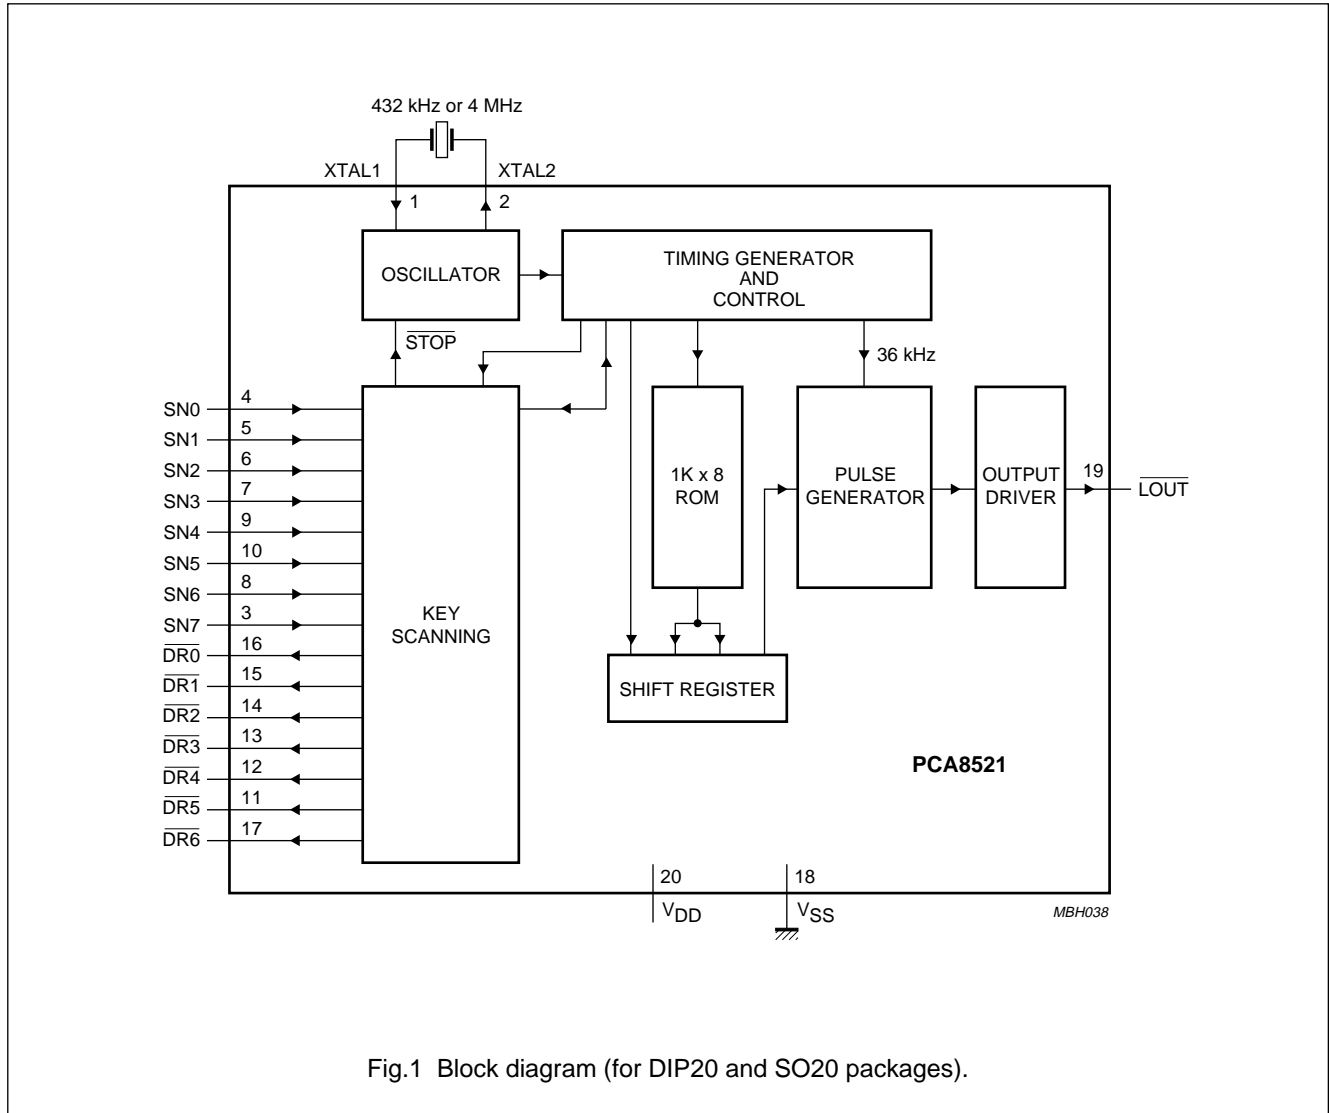 432 kHz or 4 MHz
XTAL1
XTAL2
1
2
OSCILLATOR
TIMING GENERATOR
AND
CONTROL
STOP
36 kHz
SN0
4
SN1
5
SN2
6
SN3
7
SN4
9
SN5
10
SN6
8
SN7
3
DR0
16
DR1
15
DR2
14
DR3
13
DR4
12
DR5
11
DR6
17
KEY
SCANNING
1K x 8
ROM
PULSE
GENERATOR
OUTPUT
DRIVER
19
LOUT
SHIFT REGISTER
PCA8521
20
VDD
18
VSS
MBH038
Fig.1 Block diagram (for DIP20 and SO20 packages).